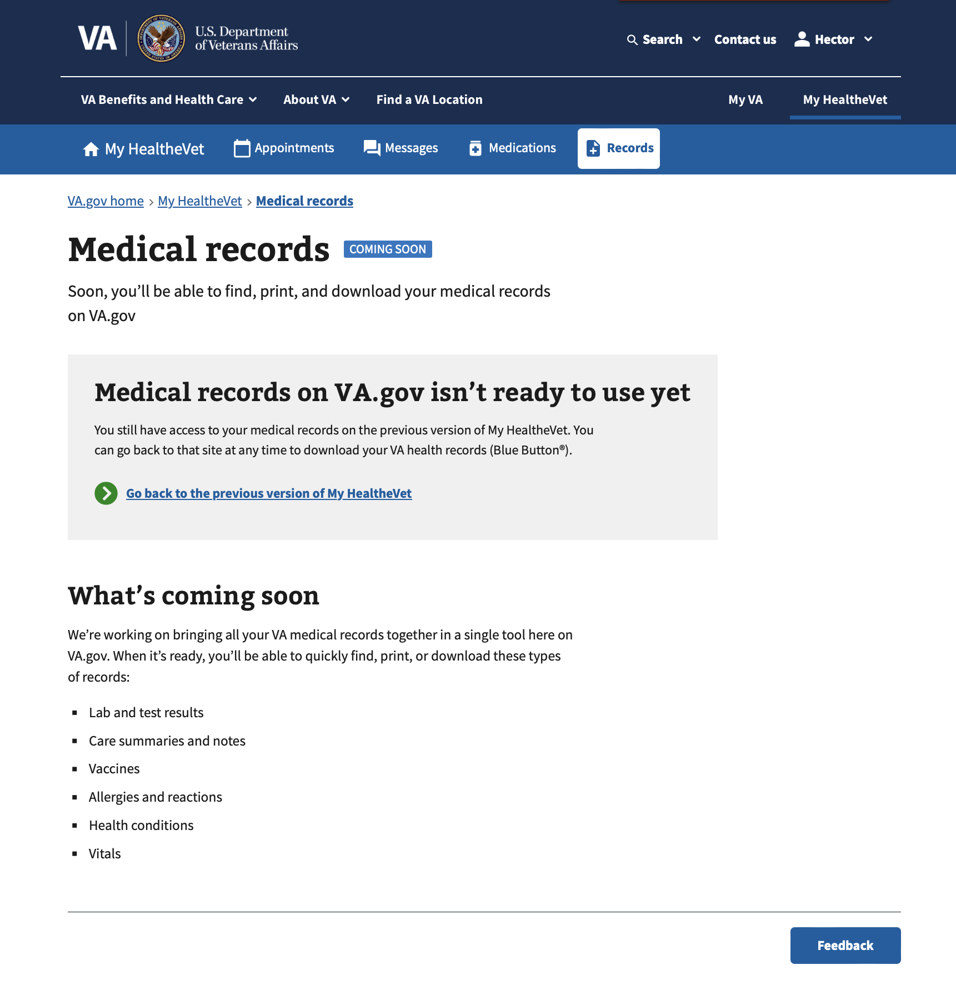 VA
U.S. Department
of Veterans Affairs
Search
Contact us
Hector
VA Benefits and Health Care
About VA
Find a VA Location
My VA
My HealtheVet
My HealtheVet
Appointments
Messages
Medications
Records
VA.gov home › My HealtheVet › Medical records
Medical records COMING SOON
Soon, you’ll be able to find, print, and download your medical records
on VA.gov
Medical records on VA.gov isn’t ready to use yet
You still have access to your medical records on the previous version of My HealtheVet. You
can go back to that site at any time to download your VA health records (Blue Button®).
Go back to the previous version of My HealtheVet
What’s coming soon
We’re working on bringing all your VA medical records together in a single tool here on
VA.gov. When it’s ready, you’ll be able to quickly find, print, or download these types
of records:
▪ Lab and test results
▪ Care summaries and notes
▪ Vaccines
▪ Allergies and reactions
▪ Health conditions
▪ Vitals
Feedback